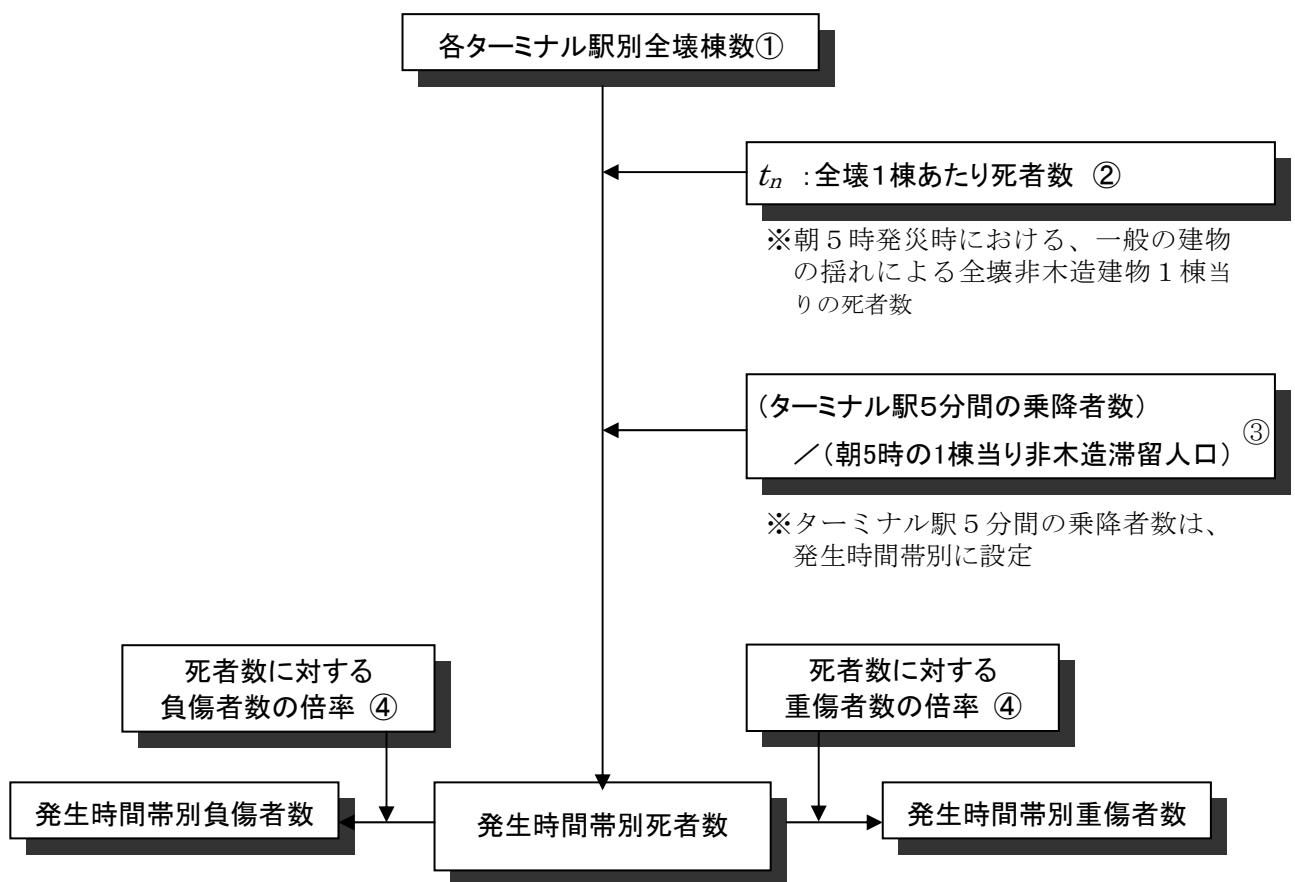 各ターミナル駅別全壊棟数①
tn ：全壊１棟あたり死者数 ②
※朝５時発災時における、一般の建物
の揺れによる全壊非木造建物１棟当
りの死者数
（ターミナル駅５分間の乗降者数）
／（朝5時の1棟当り非木造滞留人口）
③
※ターミナル駅５分間の乗降者数は、
発生時間帯別に設定
死者数に対する
負傷者数の倍率 ④
死者数に対する
重傷者数の倍率 ④
発生時間帯別負傷者数
発生時間帯別死者数
発生時間帯別重傷者数